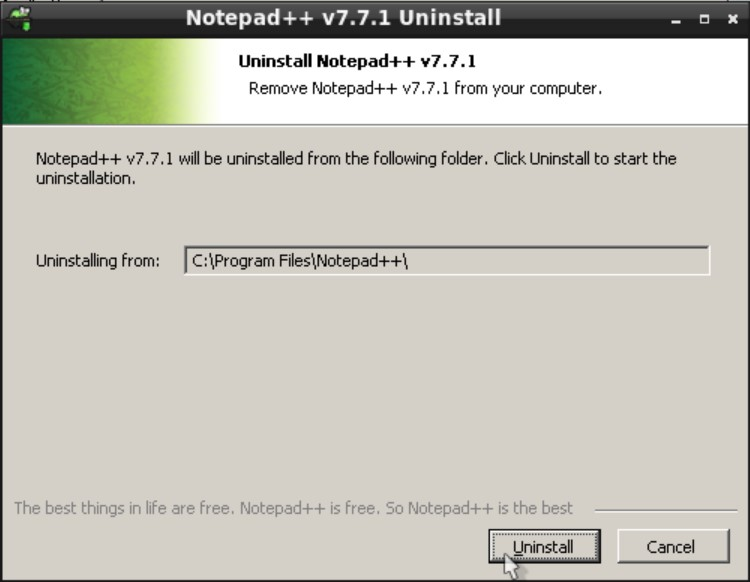 Notepad++ v7.7.1 Uninstall
Uninstall Notepad++ v7.7.1
Remove Notepad++ v7.7.1 from your computer.
Notepad++ v7.7.1 will be uninstalled from the following folder. Click Uninstall to start the
uninstallation.
Uninstalling from: C:\Program Files\Notepad++\
The best things in life are free. Notepad++ is free. So Notepad++ is the best
Uninstall Cancel